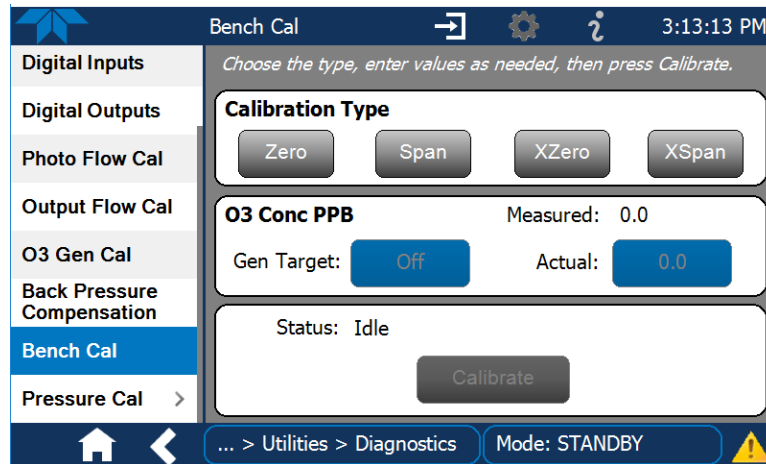 Bench Cal
3:13:13 PM
Digital Inputs
Digital Outputs
Photo Flow Cal
Output Flow Cal
O3 Gen Cal
Back Pressure
Compensation
Bench Cal
Pressure Cal >
Choose the type, enter values as needed, then press Calibrate.
Calibration Type
Zero
Span
XZero
XSpan
O3 Conc PPB
Measured: 0.0
Gen Target: Off
Actual: 0.0
Status: Idle
Calibrate
... > Utilities > Diagnostics
Mode: STANDBY